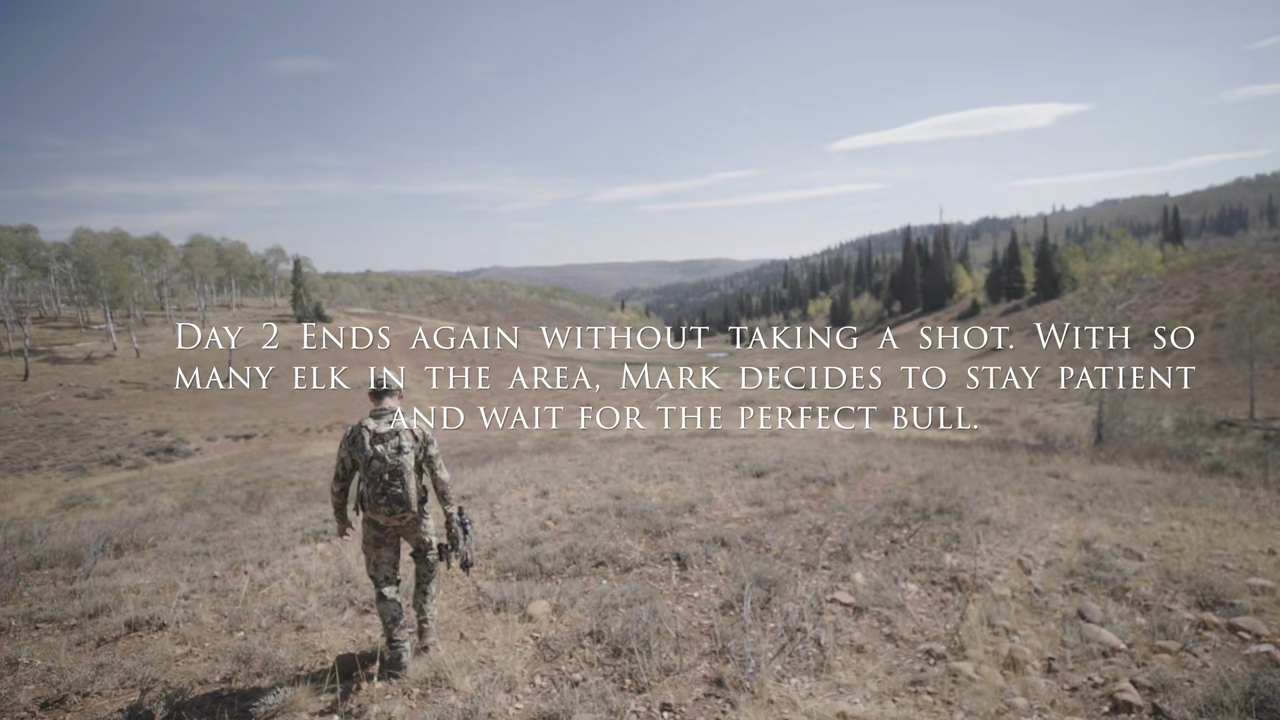 Day 2 Ends again without taking a shot. With so
many elk in the area, Mark decides to stay patient
and wait for the perfect bull.